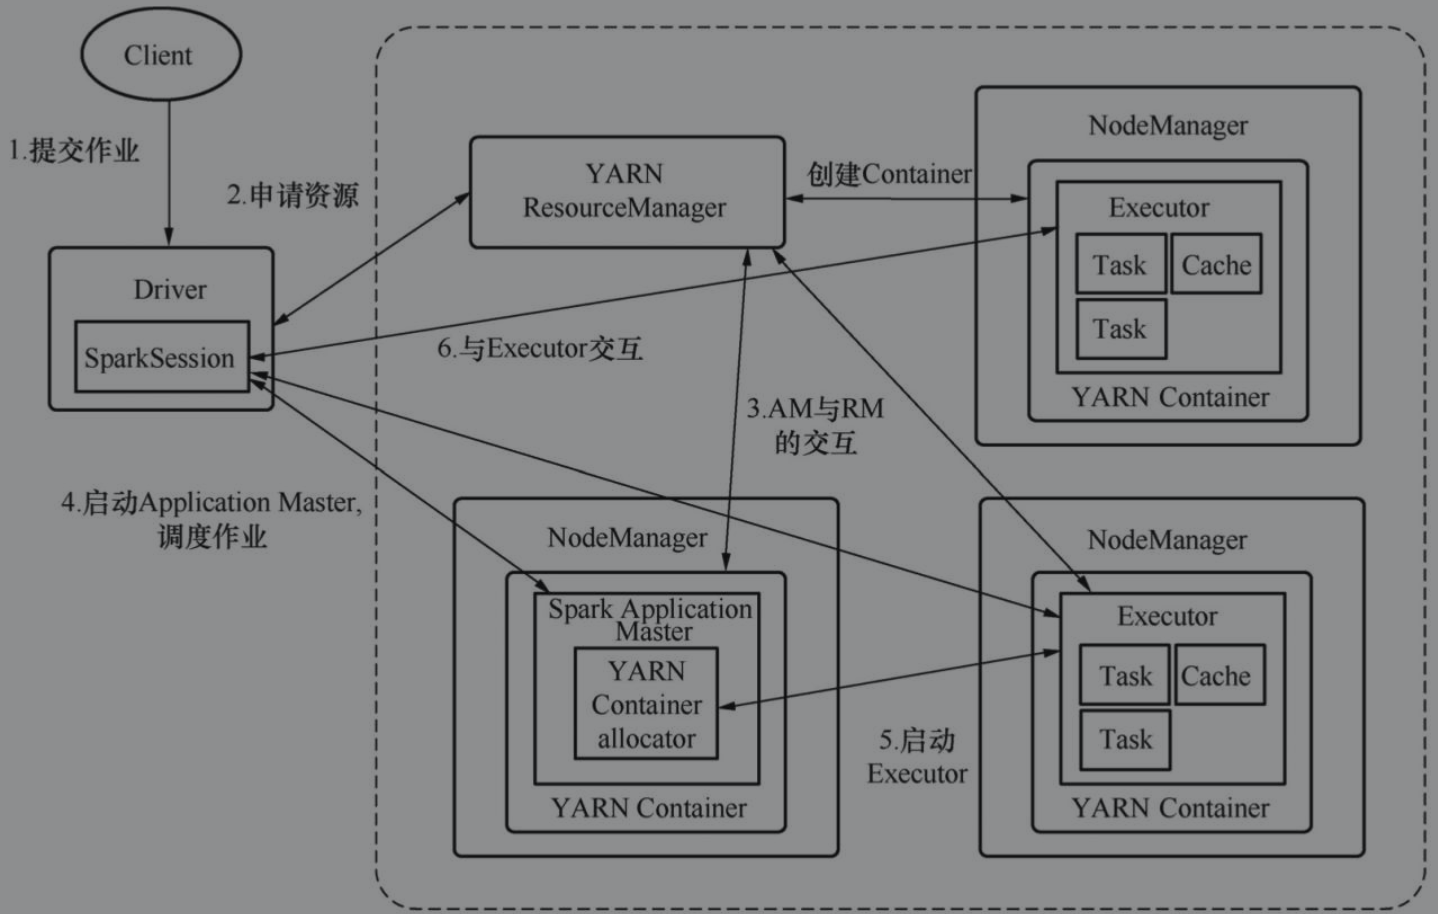 Client
1.提交作业
2.申请资源
Driver
SparkSession
YARN
ResourceManager
创建Container
NodeManager
Executor
Task
Cache
Task
YARN Container
6.与Executor交互
3.AM与RM
的交互
4.启动Application Master,
调度作业
NodeManager
Spark Application
Master
YARN
Container
allocator
YARN Container
5.启动
Executor
NodeManager
Executor
Task
Cache
Task
YARN Container